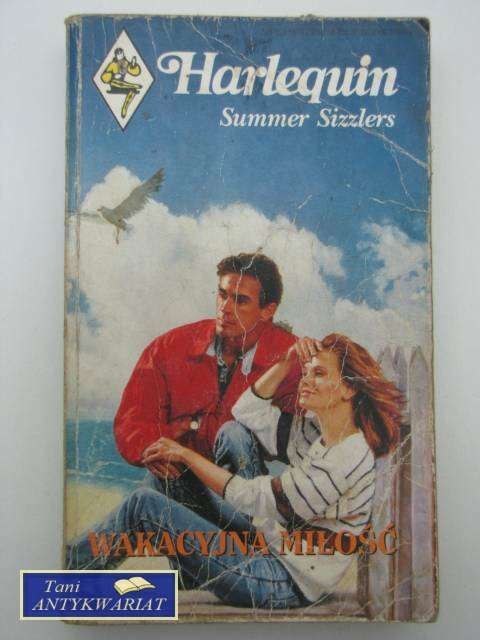 Harlequin
Summer Sizzlers
WAKACYJNA MIŁOŚĆ
Tani
ANTYKWARIAT